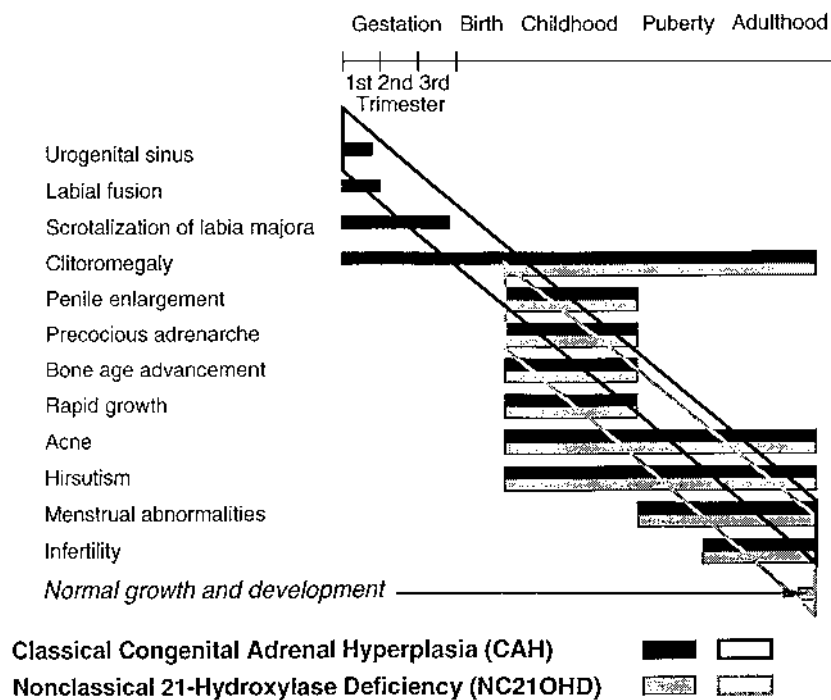 Gestation Birth Childhood Puberty Adulthood
1st 2nd 3rd
Trimester
Urogenital sinus
Labial fusion
Scrotalization of labia majora
Clitoromegaly
Penile enlargement
Precocious adrenarche
Bone age advancement
Rapid growth
Acne
Hirsutism
Menstrual abnormalities
Infertility
Normal growth and development
Classical Congenital Adrenal Hyperplasia (CAH)
Nonclassical 21-Hydroxylase Deficiency (NC21OHD)